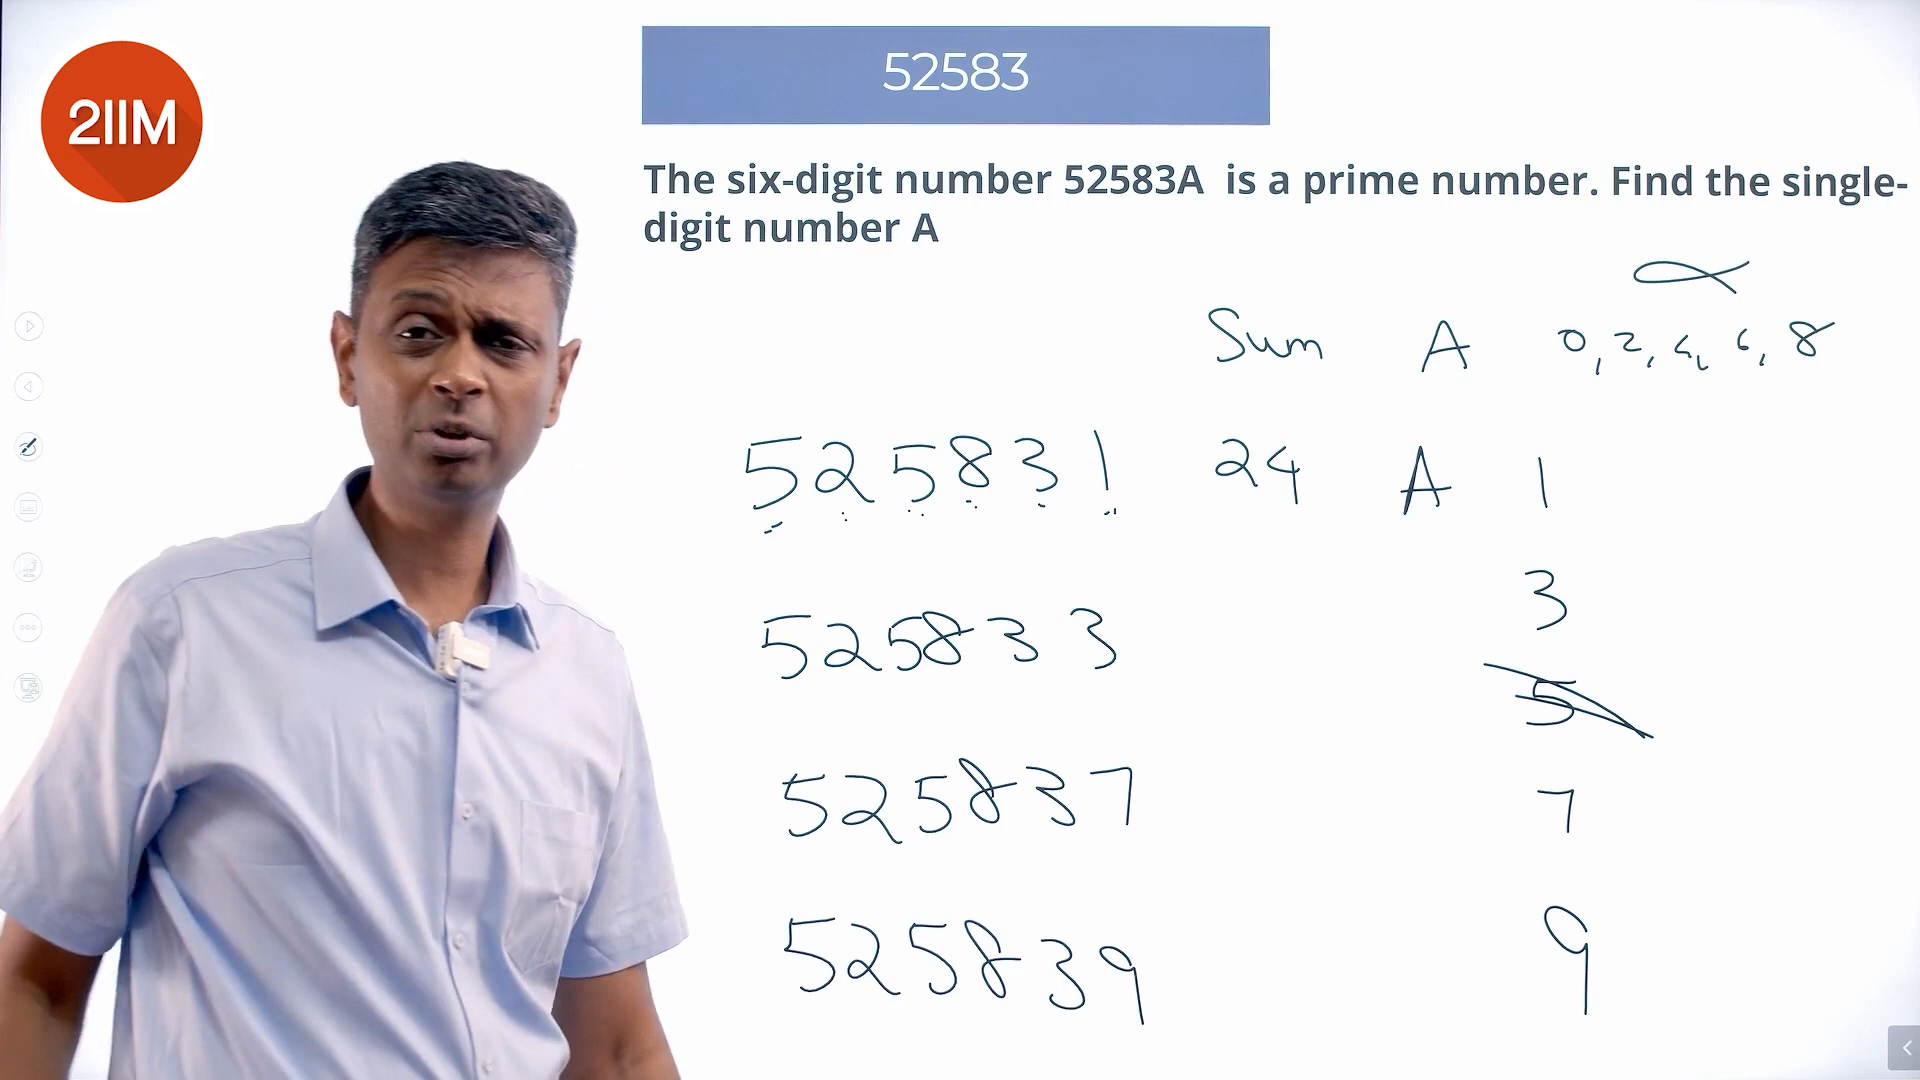 2IIM
52583
The six-digit number 52583A is a prime number. Find the single-
digit number A
Sum A 0, 2, 4, 6, 8
525831 24 A 1
525833 3
5
525837 7
525839 9